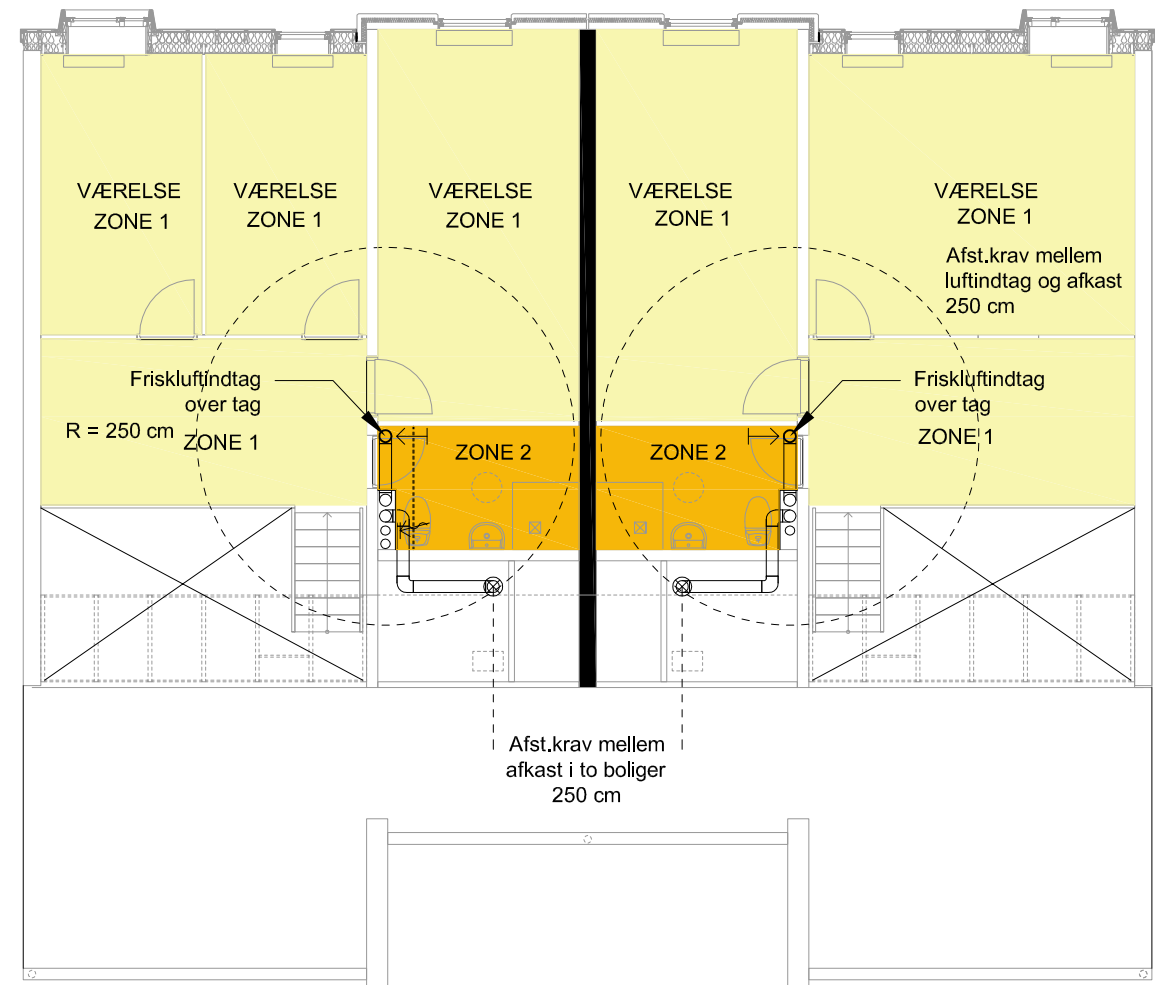 VÆRELSE
ZONE 1
VÆRELSE
ZONE 1
VÆRELSE
ZONE 1
VÆRELSE
ZONE 1
VÆRELSE
ZONE 1
Afst.krav mellem
luftindtag og afkast
250 cm
Friskluftindtag
over tag
R = 250 cm
ZONE 1
ZONE 2
ZONE 2
Friskluftindtag
over tag
ZONE 1
Afst.krav mellem
afkast i to boliger
250 cm